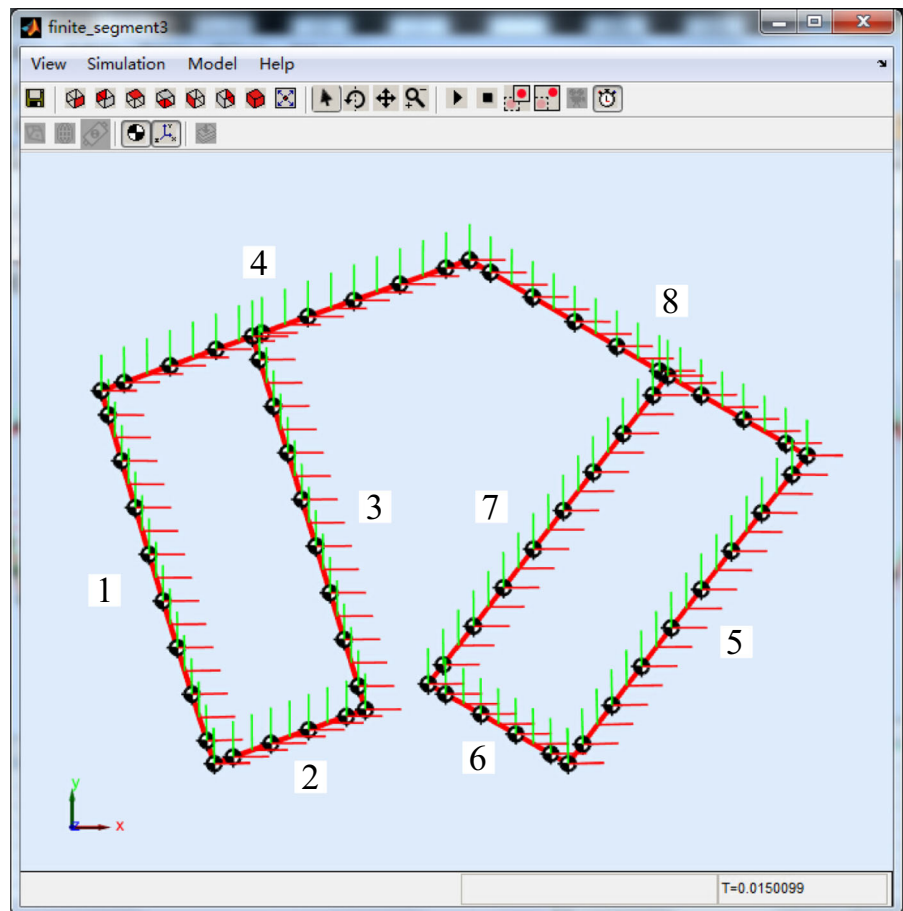 finite_segment3
View Simulation Model Help
4
8
3
7
1
5
6
2
y
z
x
T=0.0150099